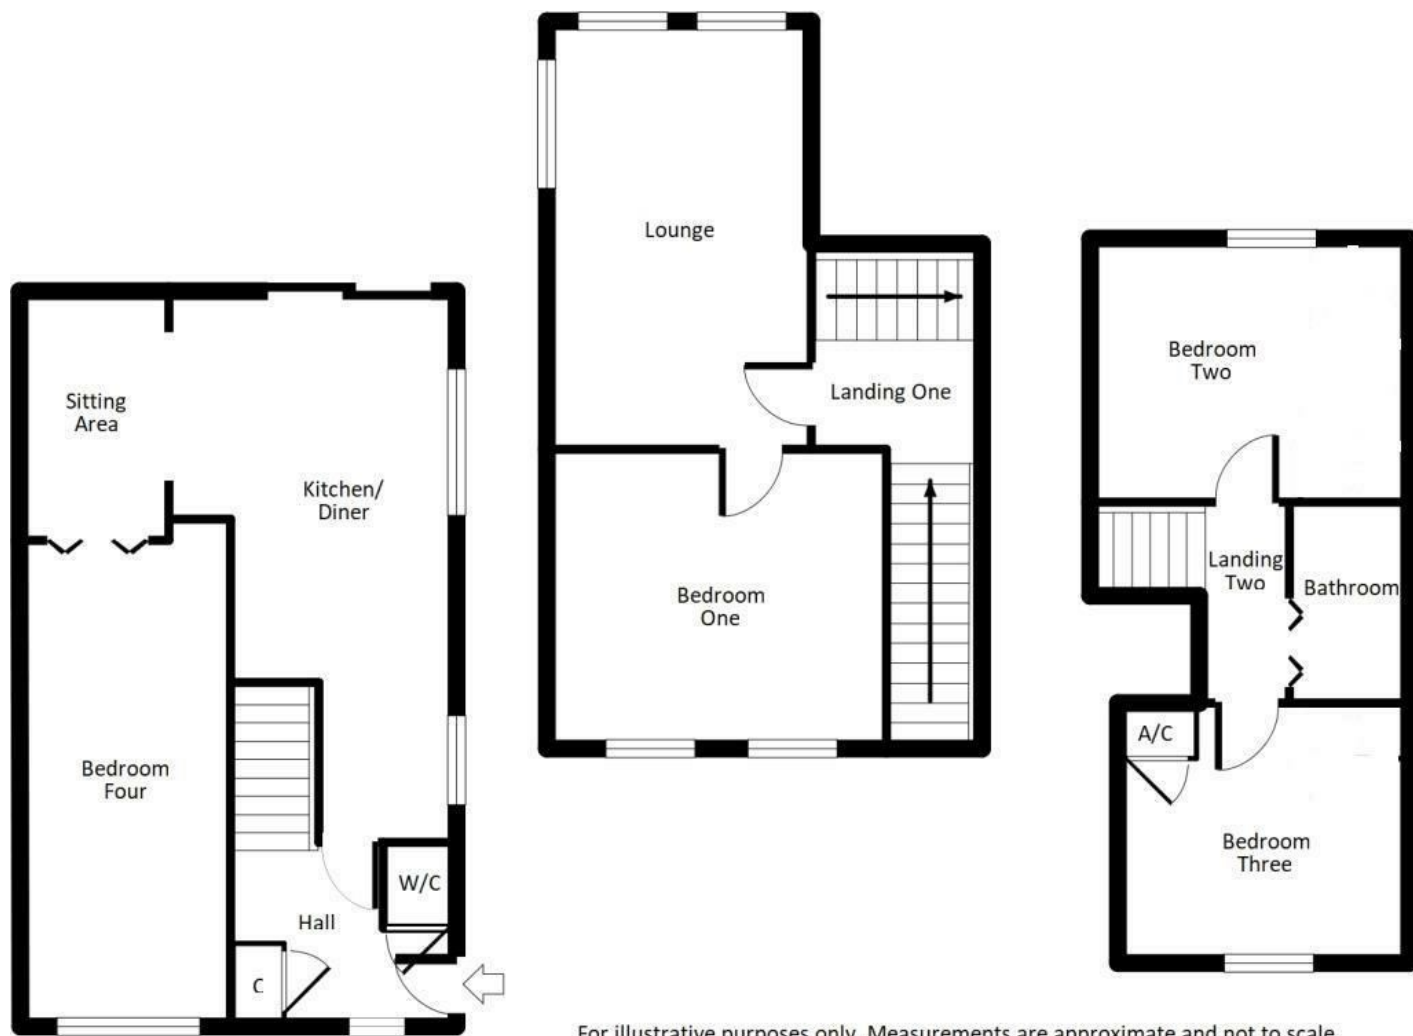 Sitting
Area
Kitchen/
Diner
Bedroom
Four
W/C
Hall
C
Lounge
Landing One
Bedroom
One
Bedroom
Two
Landing
Two
Bathroom
A/C
Bedroom
Three
For illustrative purposes only. Measurements are approximate and not to scale